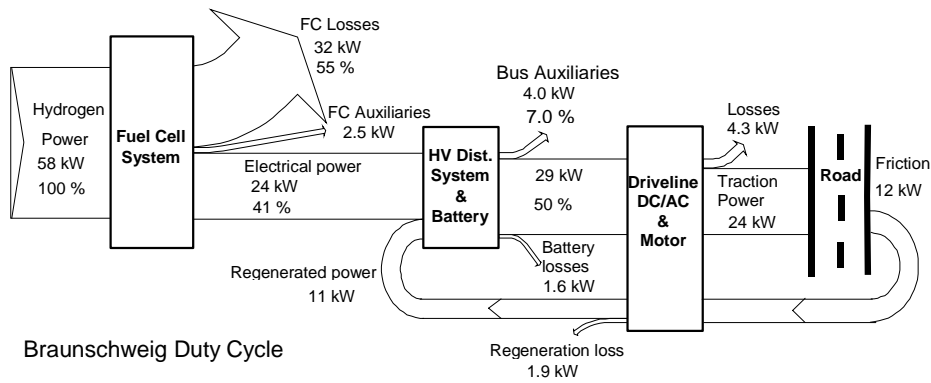 FC Losses
32 kW
55 %
Hydrogen
Power
58 kW
100 %
Fuel Cell
System
FC Auxiliaries
2.5 kW
Electrical power
24 kW
41 %
Bus Auxiliaries
4.0 kW
7.0 %
HV Dist.
System
&
Battery
29 kW
50 %
Battery
losses
1.6 kW
Losses
4.3 kW
Driveline
DC/AC
&
Motor
Traction
Power
24 kW
Road
Friction
12 kW
Regenerated power
11 kW
Regeneration loss
1.9 kW
Braunschweig Duty Cycle